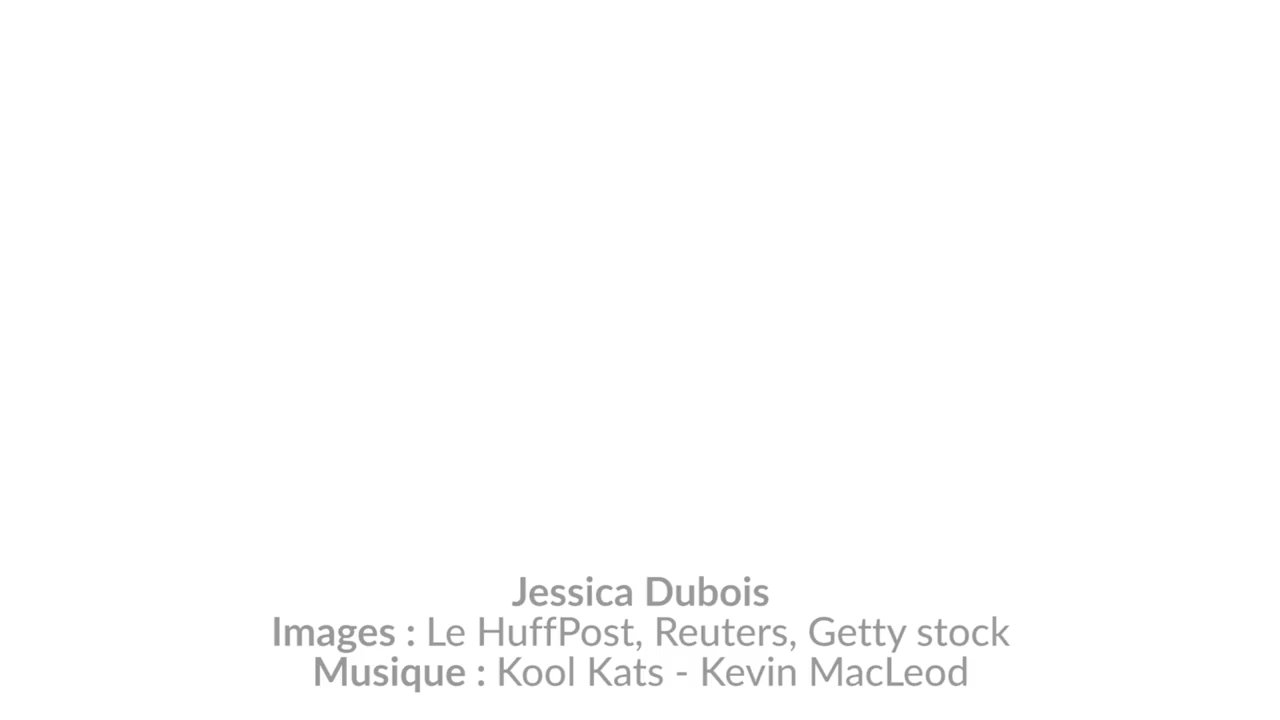 Jessica Dubois
Images : Le HuffPost, Reuters, Getty stock
Musique : Kool Kats - Kevin MacLeod